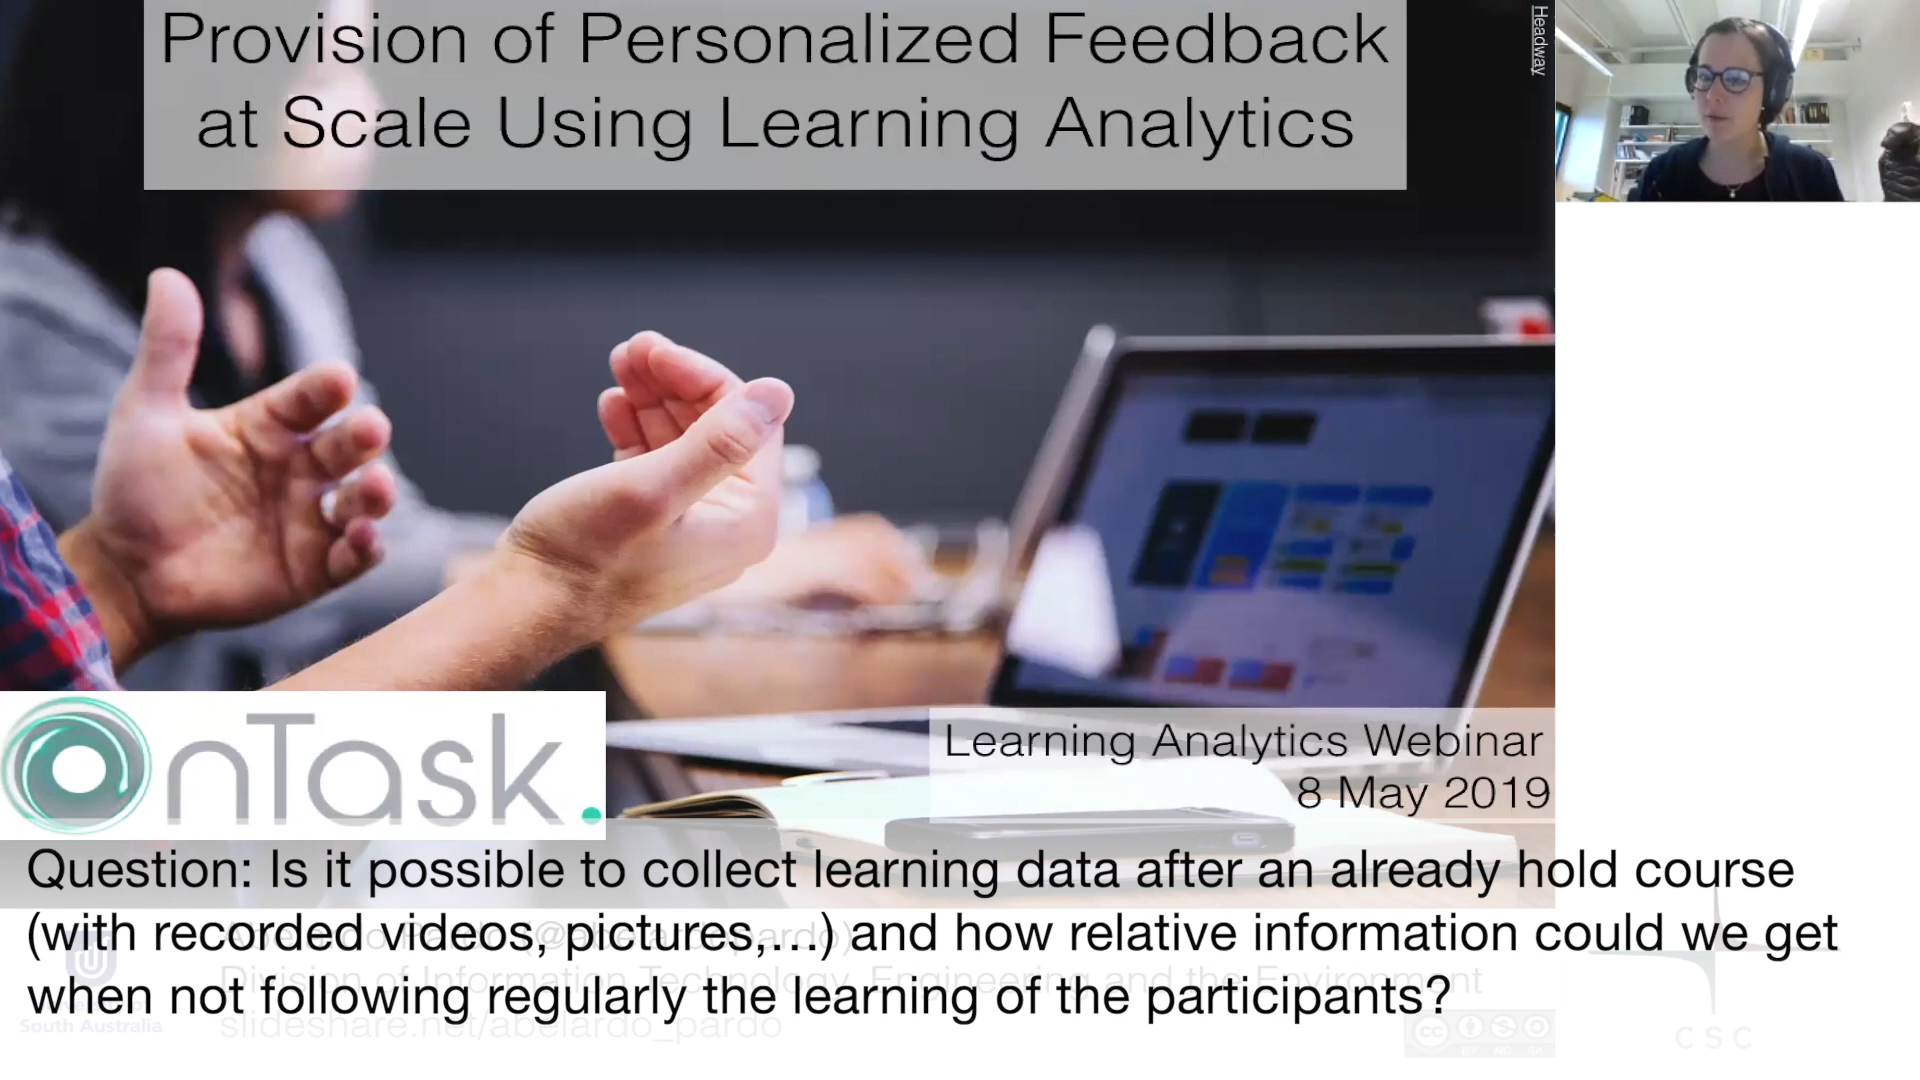 Provision of Personalized Feedback
at Scale Using Learning Analytics
Headway
OnTask.
Learning Analytics Webinar
8 May 2019
Question: Is it possible to collect learning data after an already hold course
(with recorded videos, pictures,...) and how relative information could we get
when not following regularly the learning of the participants?
Abelardo Pardo (@abelardopardo)
Division of Information Technology, Engineering and the Environment
slideshare.net/abelardo_pardo
South Australia
CSC